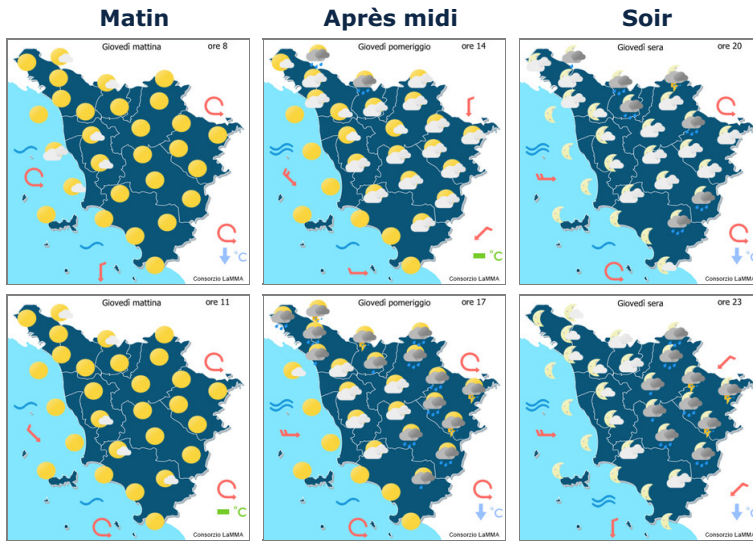 Matin
Après midi
Soir
Giovedì mattina ore 8
°C
Consorzio LaMMA
Giovedì pomeriggio ore 14
°C
Consorzio LaMMA
Giovedì sera ore 20
°C
Consorzio LaMMA
Giovedì mattina ore 11
°C
Consorzio LaMMA
Giovedì pomeriggio ore 17
°C
Consorzio LaMMA
Giovedì sera ore 23
°C
Consorzio LaMMA